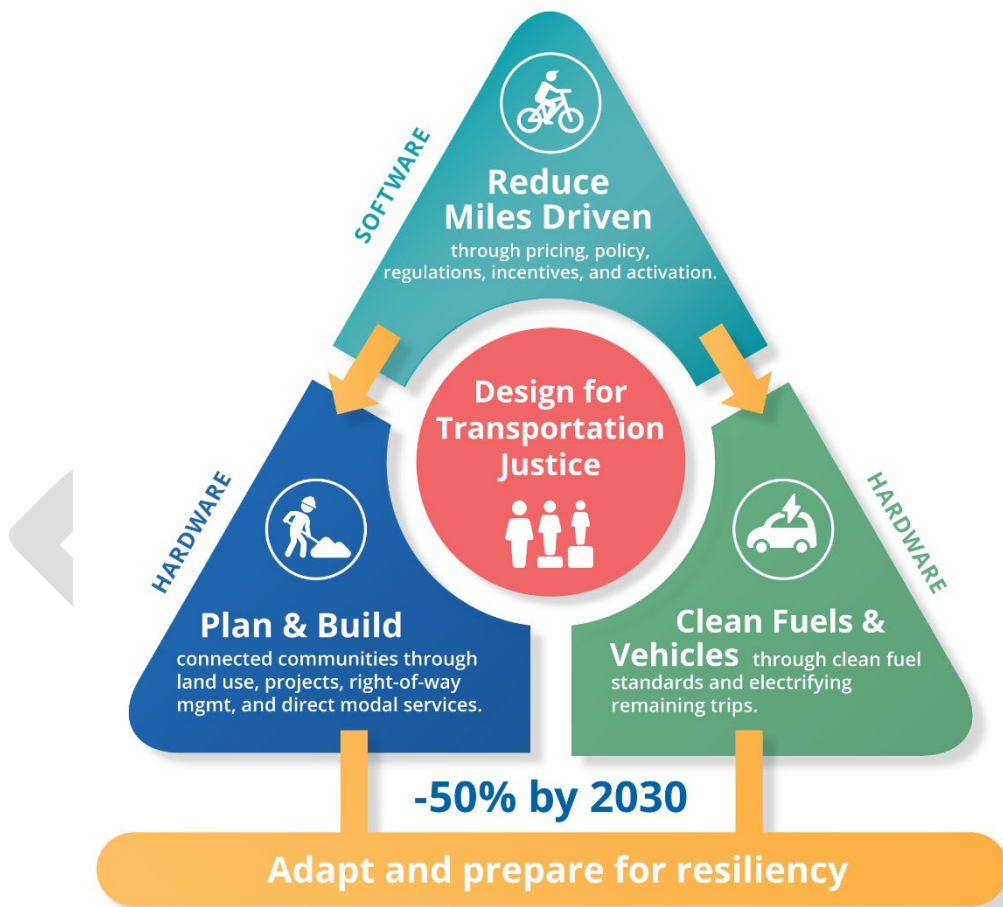 SOFTWARE
Reduce
Miles Driven
through pricing, policy,
regulations, incentives, and activation.
Design for
Transportation
Justice
HARDWARE
Plan & Build
connected communities through
land use, projects, right-of-way
mgmt, and direct modal services.
HARDWARE
Clean Fuels &
Vehicles through clean fuel
standards and electrifying
remaining trips.
-50% by 2030
Adapt and prepare for resiliency